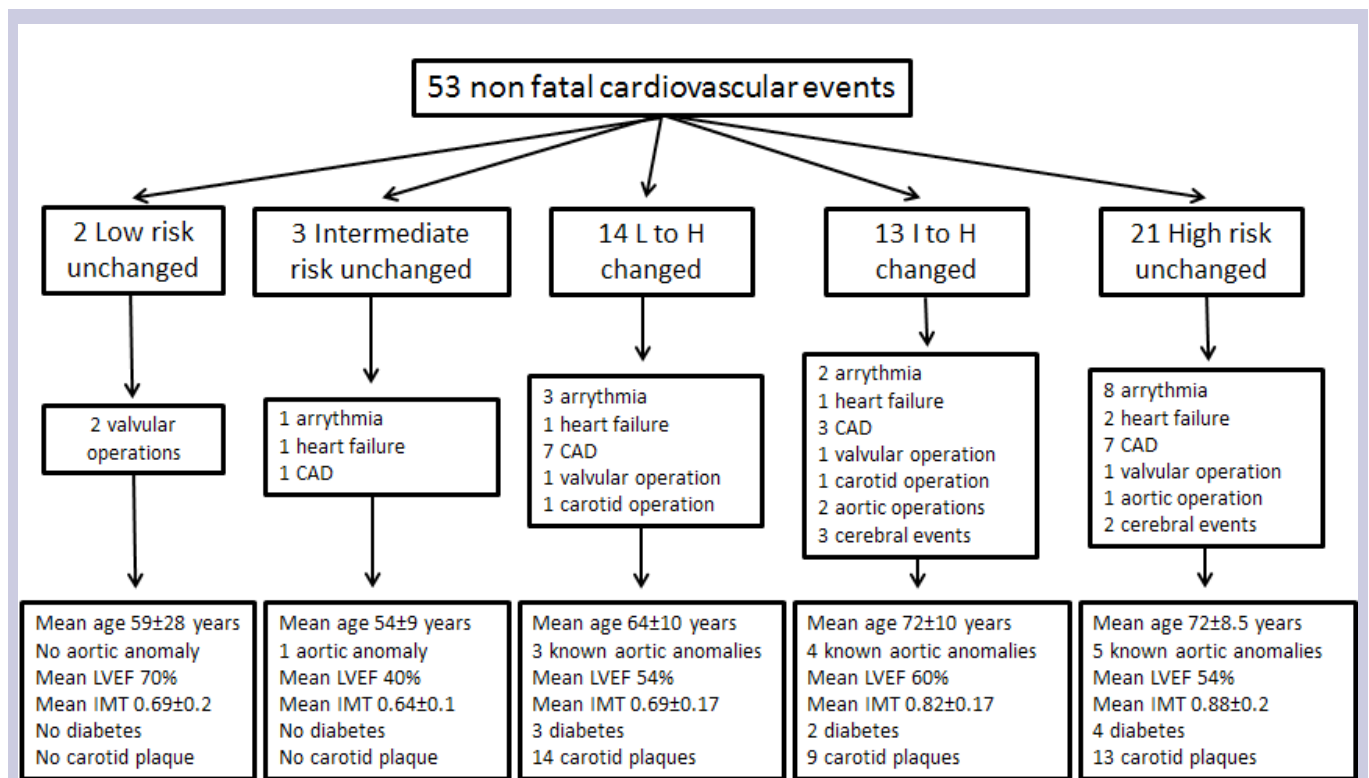 53 non fatal cardiovascular events
2 Low risk
unchanged
3 Intermediate
risk unchanged
14 L to H
changed
13 I to H
changed
21 High risk
unchanged
2 valvular
operations
1 arrythmia
1 heart failure
1 CAD
3 arrythmia
1 heart failure
7 CAD
1 valvular operation
1 carotid operation
2 arrythmia
1 heart failure
3 CAD
1 valvular operation
1 carotid operation
2 aortic operations
3 cerebral events
8 arrythmia
2 heart failure
7 CAD
1 valvular operation
1 aortic operation
2 cerebral events
Mean age 59±28 years
No aortic anomaly
Mean LVEF 70%
Mean IMT 0.69±0.2
No diabetes
No carotid plaque
Mean age 54±9 years
1 aortic anomaly
Mean LVEF 40%
Mean IMT 0.64±0.1
No diabetes
No carotid plaque
Mean age 64±10 years
3 known aortic anomalies
Mean LVEF 54%
Mean IMT 0.69±0.17
3 diabetes
14 carotid plaques
Mean age 72±10 years
4 known aortic anomalies
Mean LVEF 60%
Mean IMT 0.82±0.17
2 diabetes
9 carotid plaques
Mean age 72±8.5 years
5 known aortic anomalies
Mean LVEF 54%
Mean IMT 0.88±0.2
4 diabetes
13 carotid plaques